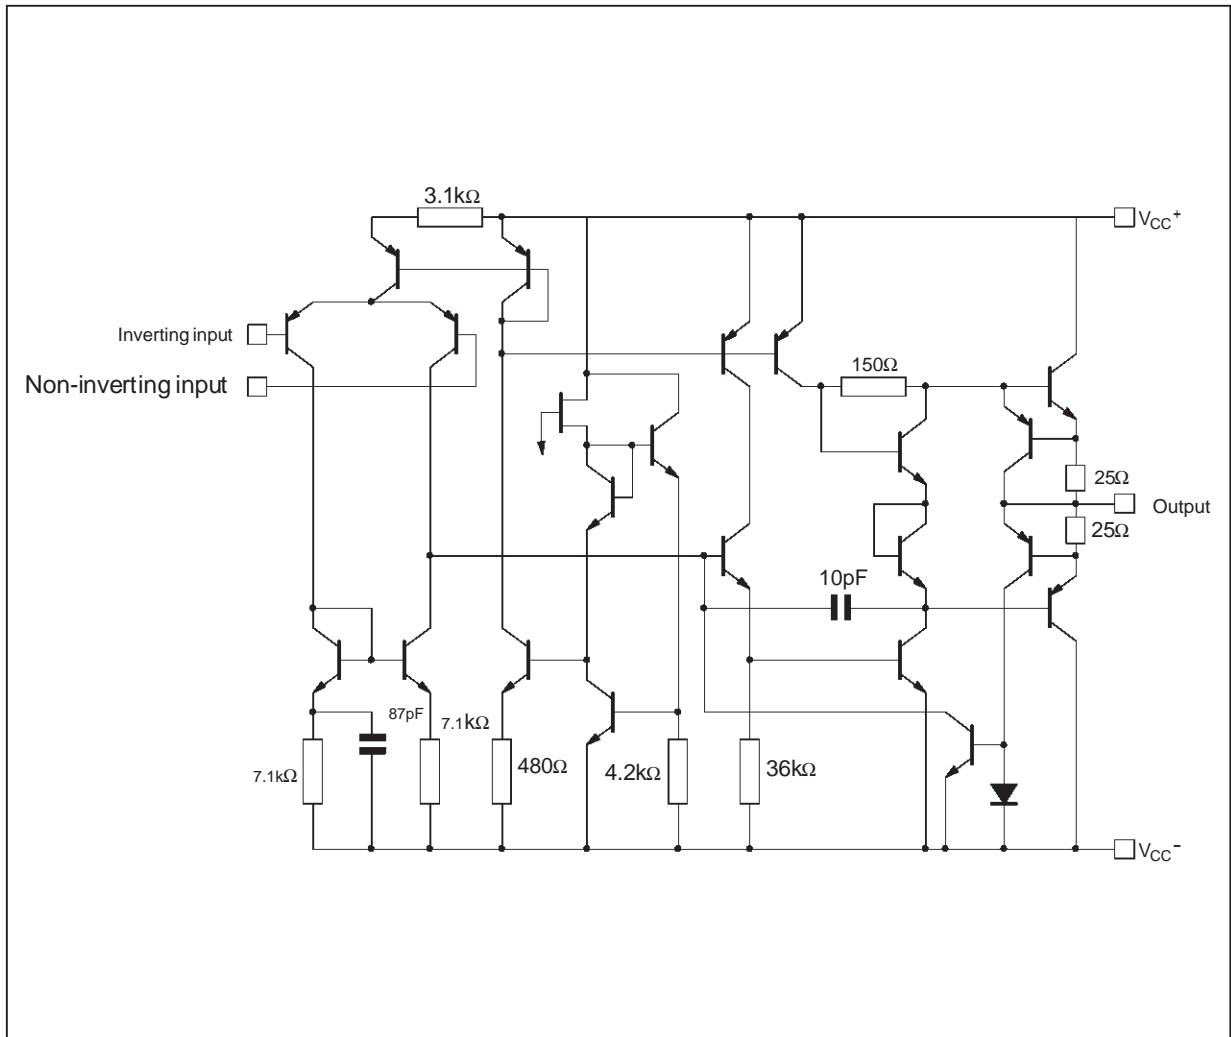 3.1kΩ
VCC+
Inverting input
Non-inverting input
150Ω
25Ω
Output
25Ω
10pF
87pF
7.1kΩ
7.1kΩ
480Ω
4.2kΩ
36kΩ
VCC-